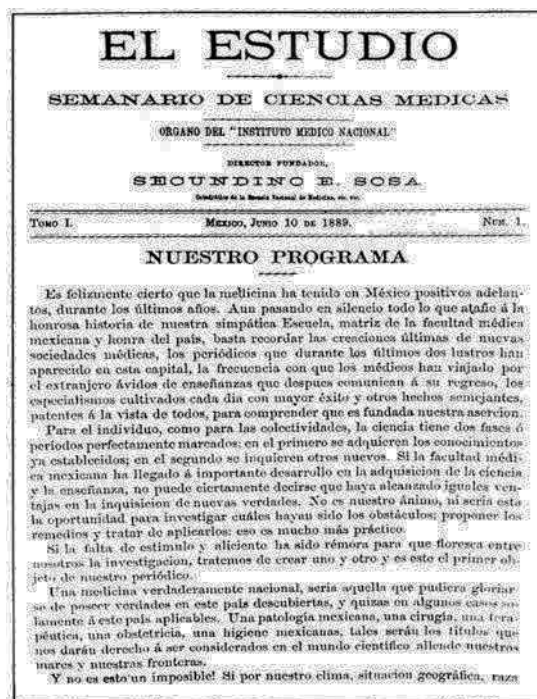 EL ESTUDIO
SEMANARIO DE CIENCIAS MEDICAS
ORGANO DEL "INSTITUTO MEDICO NACIONAL"
DIRECTOR FUNDADOR,
SECUNDINO E. SOSA
Catedrático de la Escuela Nacional de Medicina, etc. etc.
TOMO I. MEXICO, JUNIO 10 DE 1889. NUM. 1.
NUESTRO PROGRAMA
Es felizmente cierto que la medicina ha tenido en México positivos adelan-
tos, durante los últimos años. Aun pasando en silencio todo lo que atañe á la
honrosa historia de nuestra simpática Escuela, matriz de la facultad médica
mexicana y honra del país, basta recordar las creaciones últimas de nuevas
sociedades médicas, los periódicos que durante los últimos dos lustros han
aparecido en esta capital, la frecuencia con que los médicos han viajado por
el extranjero ávidos de enseñanzas que despues comunican á su regreso, los
especialismos cultivados cada dia con mayor éxito y otros hechos semejantes,
patentes á la vista de todos, para comprender que es fundada nuestra asercion.
Para el individuo, como para las colectividades, la ciencia tiene dos fases ó
períodos perfectamente marcados: en el primero se adquieren los conocimientos
ya establecidos; en el segundo se inquieren otros nuevos. Si la facultad médi-
ca mexicana ha llegado á importante desarrollo en la adquisicion de la ciencia
y la enseñanza, no puede ciertamente decirse que haya alcanzado iguales ven-
tajas en la inquisicion de nuevas verdades. No es nuestro ánimo, ni seria esta
la oportunidad para investigar cuáles hayan sido los obstáculos; proponer los
remedios y tratar de aplicarlos: eso es mucho más práctico.
Si la falta de estímulo y aliciente ha sido rémora para que floresca entre
nosotros la investigacion, tratemos de crear uno y otro y es este el primer ob-
jeto de nuestro periódico.
Una medicina verdaderamente nacional, seria aquella que pudiera gloriar-
se de poseer verdades en este país descubiertas, y quizas en algunos casos so-
lamente á este país aplicables. Una patología mexicana, una cirugía, una tera-
péutica, una obstetricia, una higiene mexicanas, tales serán los títulos que
nos darán derecho á ser considerados en el mundo científico allende nuestros
mares y nuestras fronteras.
Y no es esto un imposible! Si por nuestro clima, situacion geográfica, raza